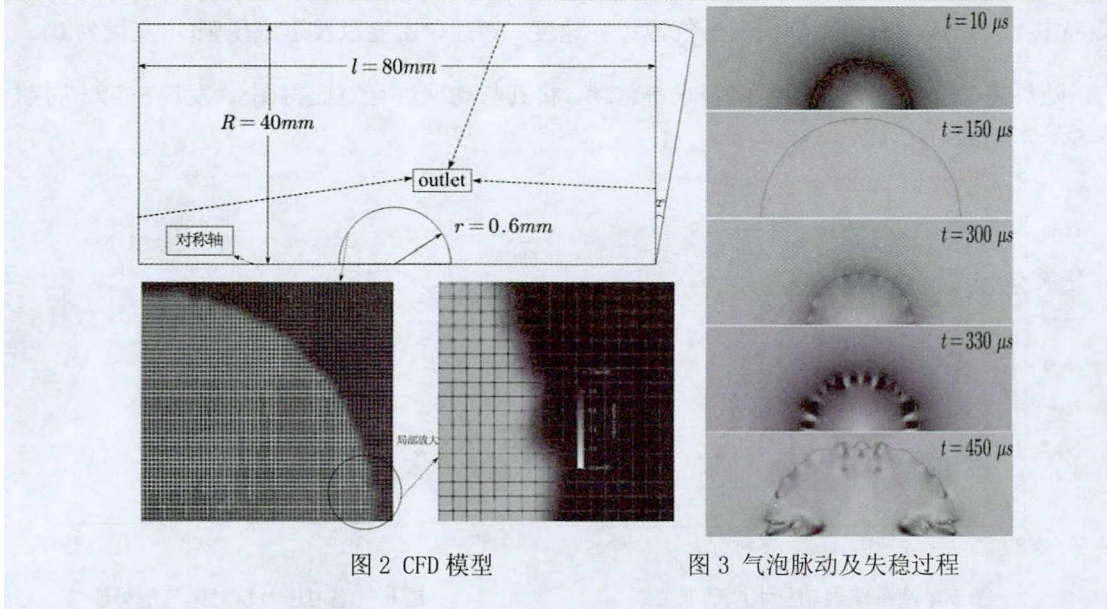 l=80mm
R=40mm
outlet
r=0.6mm
2°
对称轴
局部放大
图 2 CFD 模型
t=10 μs
t=150 μs
t=300 μs
t=330 μs
t=450 μs
图 3 气泡脉动及失稳过程